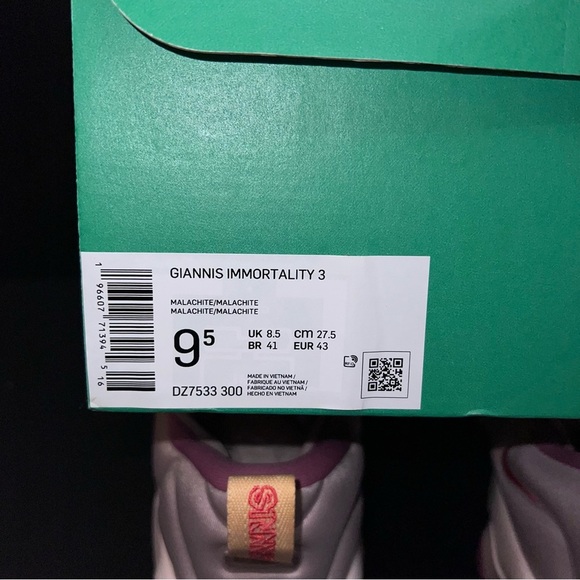 GIANNIS IMMORTALITY 3
MALACHITE/MALACHITE
MALACHITE/MALACHITE
9⁵
UK 8.5 CM 27.5
BR 41 EUR 43
MADE IN VIETNAM /
FABRIQUE AU VIETNAM /
FABRICADO NO VIETNÃ /
HECHO EN VIETNAM
DZ7533 300
1 96607 71394 5 16